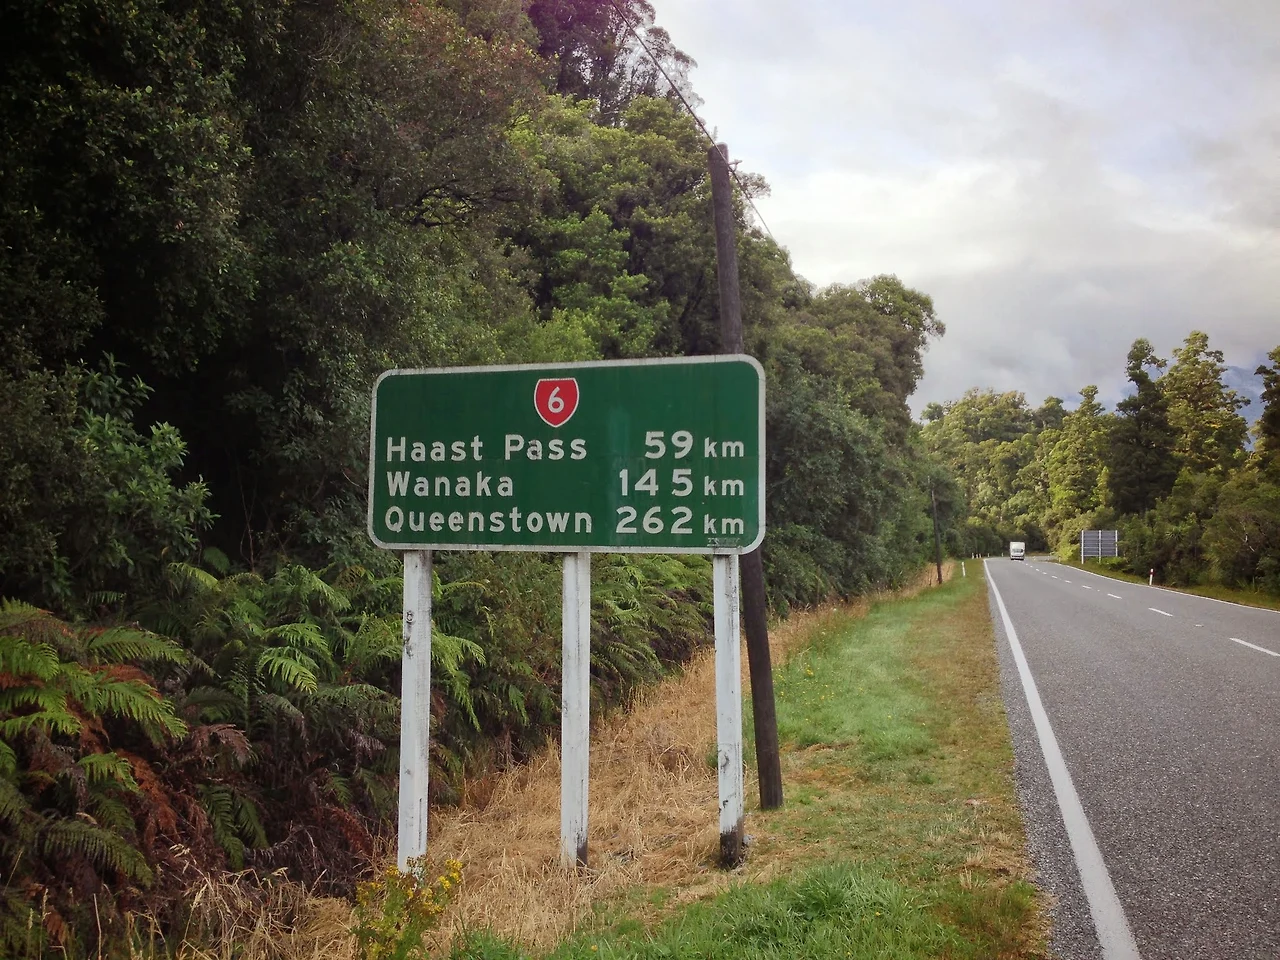 6
Haast Pass 59 km
Wanaka 145 km
Queenstown 262 km